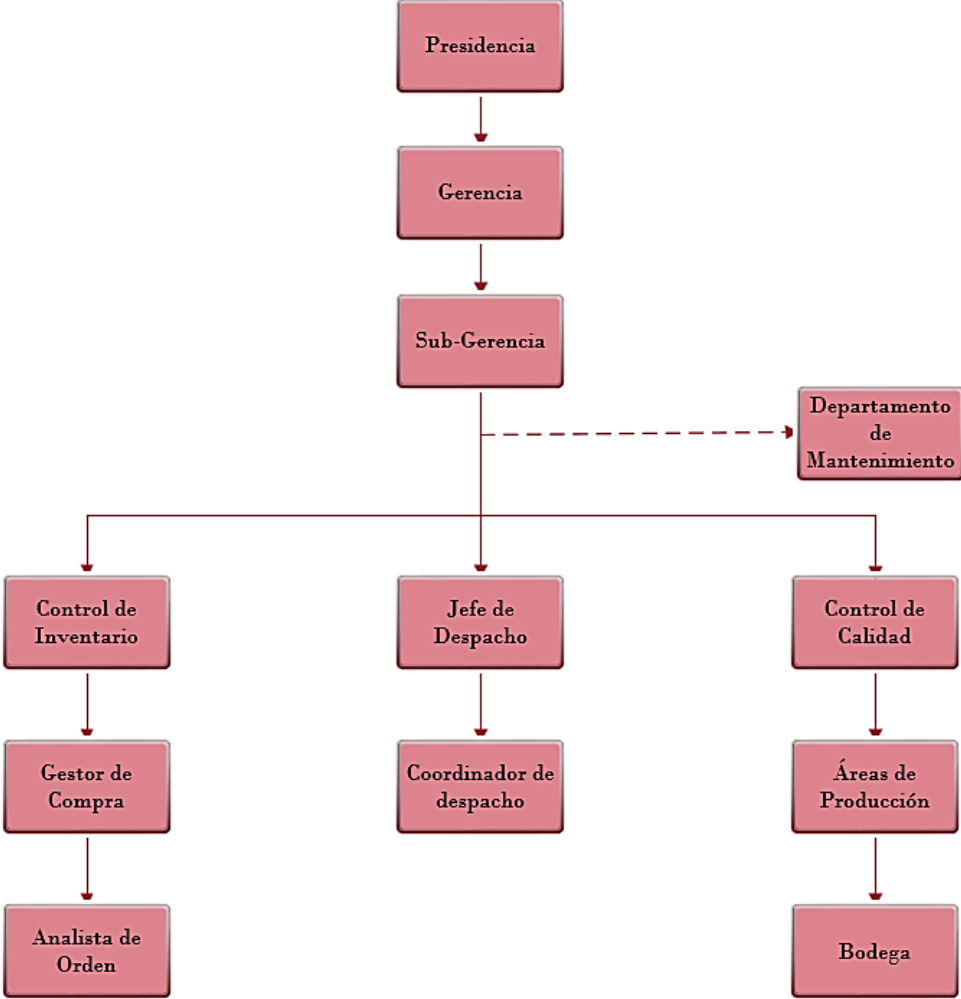 Presidencia
Gerencia
Sub-Gerencia
Departamento
de
Mantenimiento
Control de
Inventario
Jefe de
Despacho
Control de
Calidad
Gestor de
Compra
Coordinador de
despacho
Áreas de
Producción
Analista de
Orden
Bodega